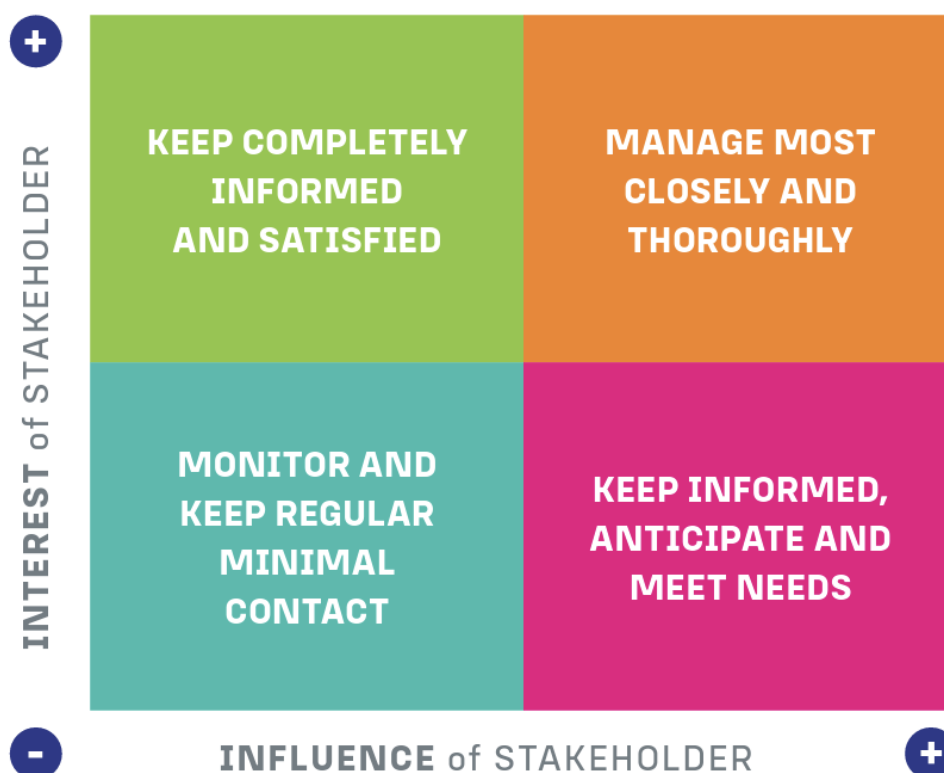 +
KEEP COMPLETELY
INFORMED
AND SATISFIED
MANAGE MOST
CLOSELY AND
THOROUGHLY
INTEREST of STAKEHOLDER
MONITOR AND
KEEP REGULAR
MINIMAL
CONTACT
KEEP INFORMED,
ANTICIPATE AND
MEET NEEDS
-
INFLUENCE of STAKEHOLDER
+